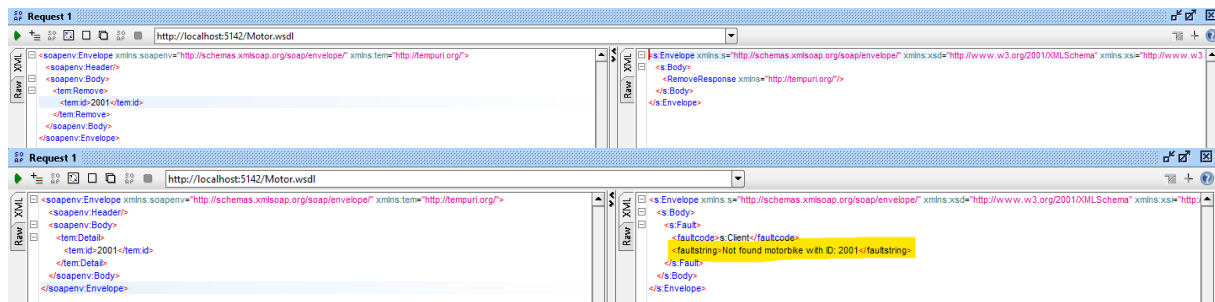 Request 1
http://localhost:5142/Motor.wsdl
XML
Raw
<soapenv:Envelope xmlns:soapenv="http://schemas.xmlsoap.org/soap/envelope/" xmlns:tem="http://tempuri.org/">
<soapenv:Header/>
<soapenv:Body>
<tem:Remove>
<tem:id>2001</tem:id>
</tem:Remove>
</soapenv:Body>
</soapenv:Envelope>
XML
Raw
<s:Envelope xmlns:s="http://schemas.xmlsoap.org/soap/envelope/" xmlns:xsd="http://www.w3.org/2001/XMLSchema" xmlns:xsi="http://www.w3.
<s:Body>
<RemoveResponse xmlns="http://tempuri.org/"/>
</s:Body>
</s:Envelope>
Request 1
http://localhost:5142/Motor.wsdl
XML
Raw
<soapenv:Envelope xmlns:soapenv="http://schemas.xmlsoap.org/soap/envelope/" xmlns:tem="http://tempuri.org/">
<soapenv:Header/>
<soapenv:Body>
<tem:Detail>
<tem:id>2001</tem:id>
</tem:Detail>
</soapenv:Body>
</soapenv:Envelope>
XML
Raw
<s:Envelope xmlns:s="http://schemas.xmlsoap.org/soap/envelope/" xmlns:xsd="http://www.w3.org/2001/XMLSchema" xmlns:xsi="http:/
<s:Body>
<s:Fault>
<faultcode>s:Client</faultcode>
<faultstring>Not found motorbike with ID: 2001</faultstring>
</s:Fault>
</s:Body>
</s:Envelope>